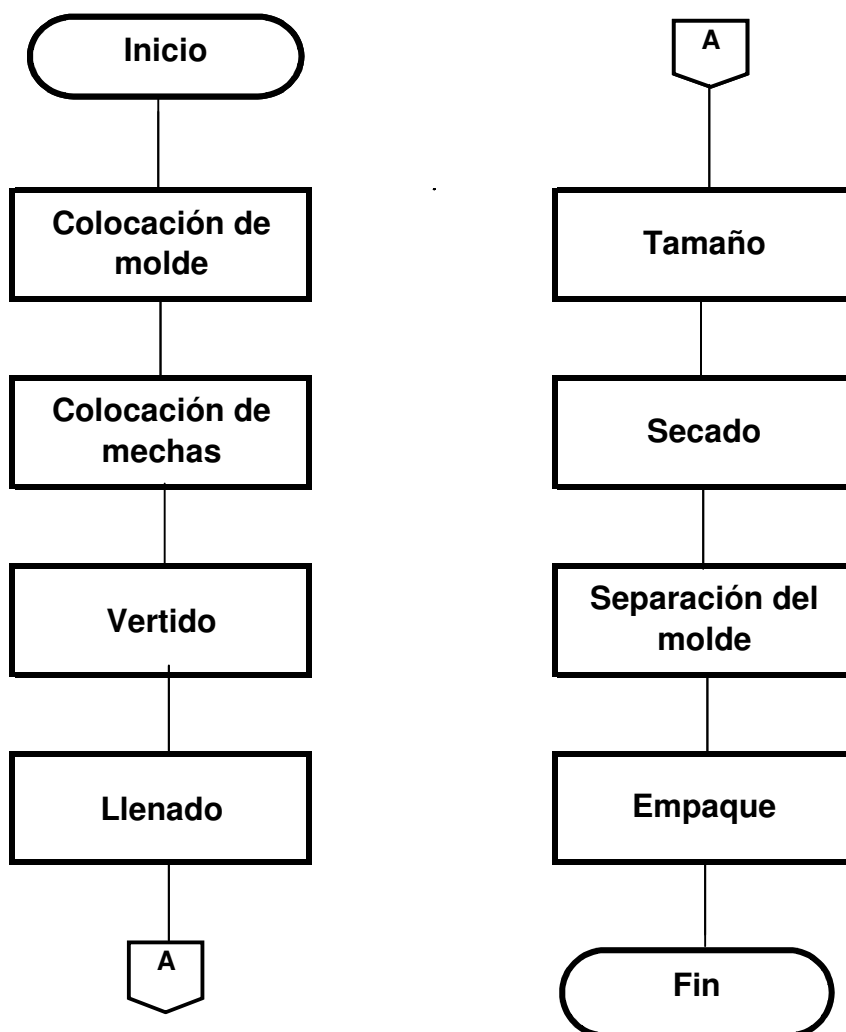 Inicio
Colocación de
molde
Colocación de
mechas
Vertido
Llenado
A
A
Tamaño
Secado
Separación del
molde
Empaque
Fin